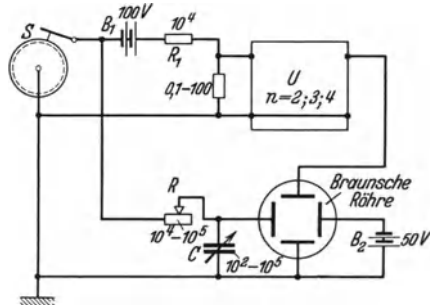 S
B₁
100V
10⁴
R₁
0,1-100
U
n=2;3;4
R
10⁴-10⁵
C
10²-10⁵
Braunsche
Röhre
B₂
50V